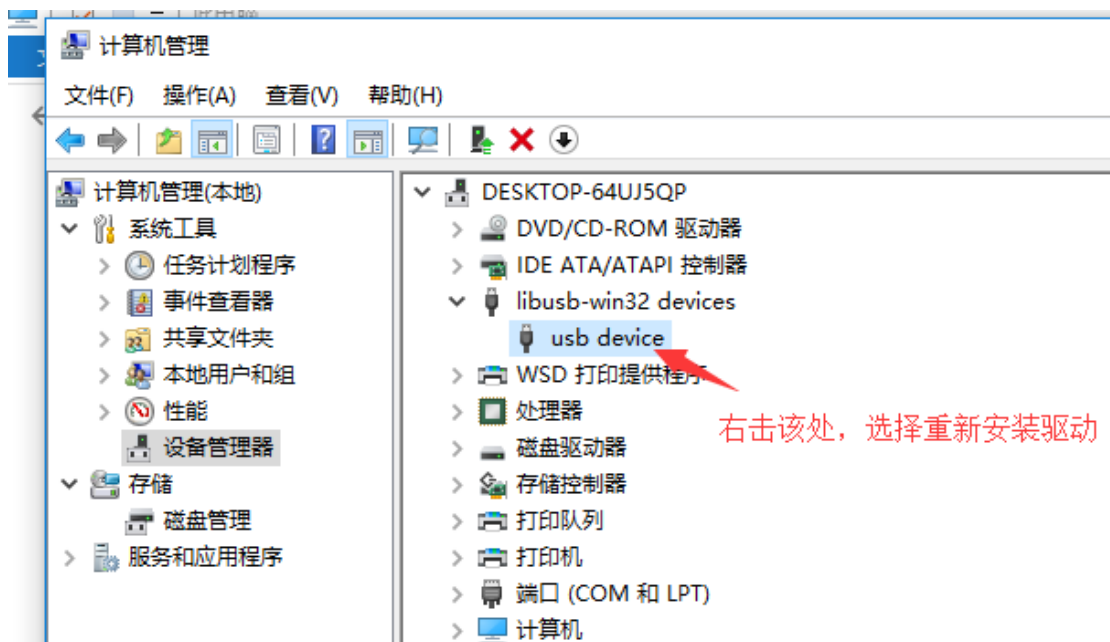 计算机管理
文件(F) 操作(A) 查看(V) 帮助(H)
计算机管理(本地)
系统工具
任务计划程序
事件查看器
共享文件夹
本地用户和组
性能
设备管理器
存储
磁盘管理
服务和应用程序
DESKTOP-64UJ5QP
DVD/CD-ROM 驱动器
IDE ATA/ATAPI 控制器
libusb-win32 devices
usb device
WSD 打印提供程序
处理器
磁盘驱动器
存储控制器
打印队列
打印机
端口 (COM 和 LPT)
计算机
右击该处，选择重新安装驱动